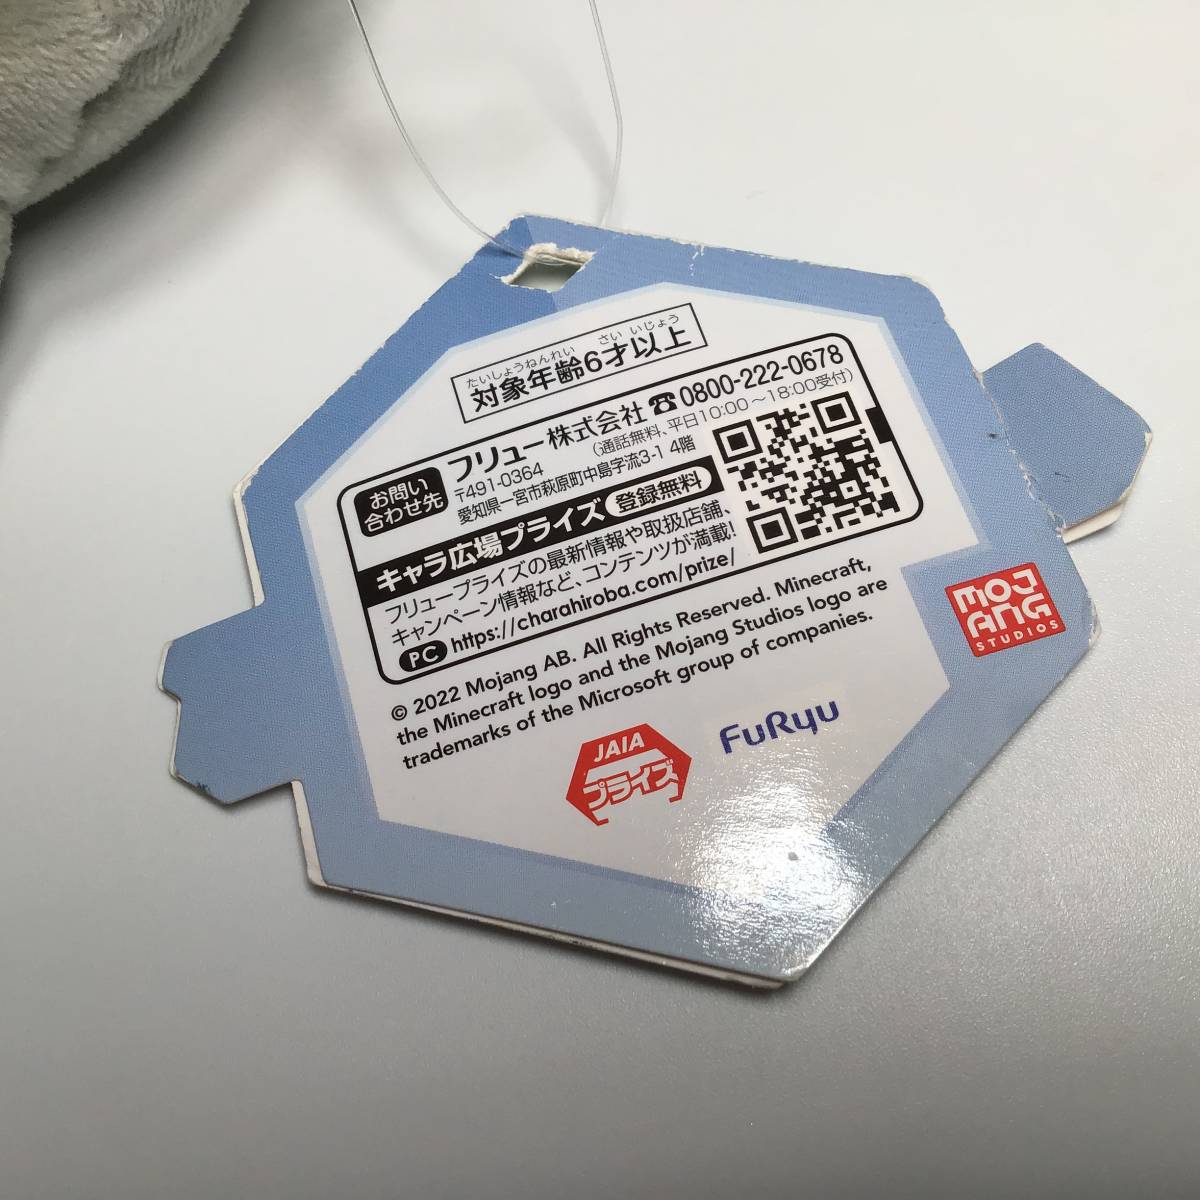 たいしょうねんれい さい いじょう
対象年齢6才以上
お問い
合わせ先
フリュー株式会社 ☎0800-222-0678
〒491-0364 (通話無料、平日10:00～18:00受付)
愛知県一宮市萩原町中島字流3-1 4階
キャラ広場プライズ 登録無料
フリュープライズの最新情報や取扱店舗、
キャンペーン情報など、コンテンツが満載!
PC https://charahiroba.com/prize/
© 2022 Mojang AB. All Rights Reserved. Minecraft,
the Minecraft logo and the Mojang Studios logo are
trademarks of the Microsoft group of companies.
MOJANG
STUDIOS
JAIA
プライズ
FuRyu